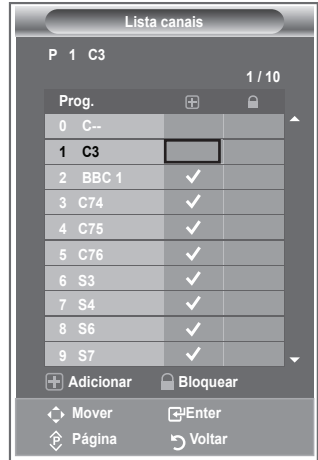 Lista canais
P 1 C3
1 / 10
Prog.
0 C--
1 C3
2 BBC 1
3 C74
4 C75
5 C76
6 S3
7 S4
8 S6
9 S7
Adicionar Bloquear
Mover Enter
Página Voltar